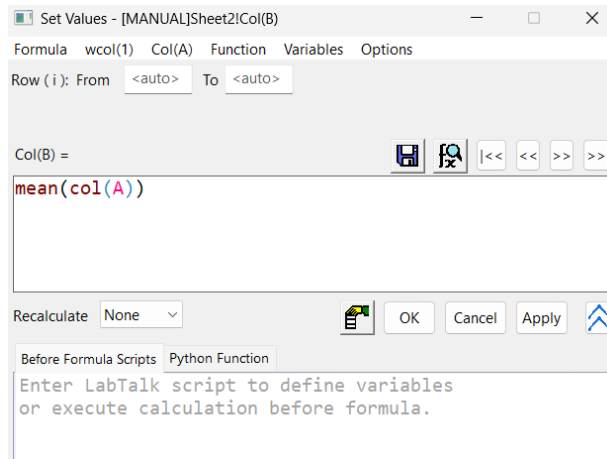 Set Values - [MANUAL]Sheet2!Col(B)
Formula wcol(1) Col(A) Function Variables Options
Row ( i ): From <auto> To <auto>
Col(B) =
|<< << >> >>
mean(col(A))
Recalculate None OK Cancel Apply
Before Formula Scripts Python Function
Enter LabTalk script to define variables
or execute calculation before formula.